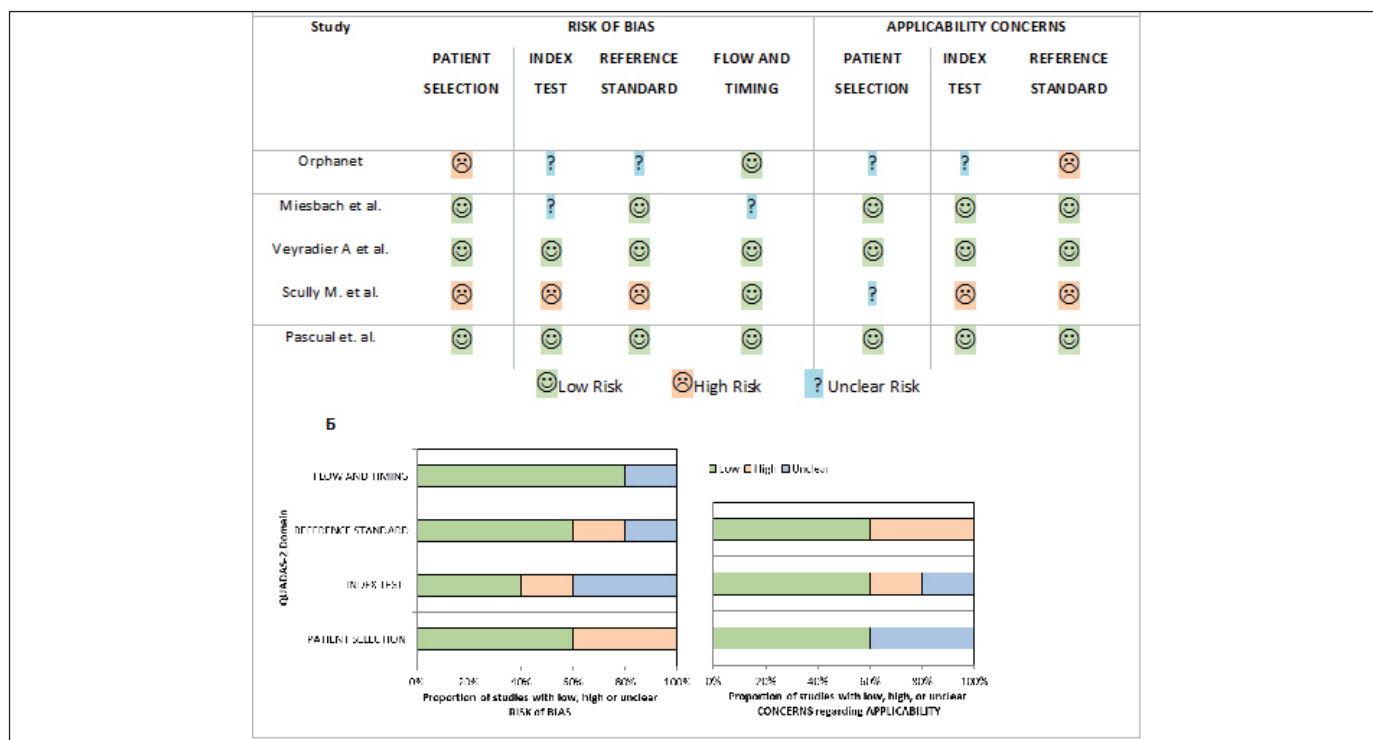 Study RISK OF BIAS APPLICABILITY CONCERNS
PATIENT INDEX REFERENCE FLOW AND PATIENT INDEX REFERENCE
SELECTION TEST STANDARD TIMING SELECTION TEST STANDARD
Orphanet ☹ ? ? ☺ ? ? ☹
Miesbach et al. ☺ ? ☺ ? ☺ ☺ ☺
Veyradier A et al. ☺ ☺ ☺ ☺ ☺ ☺ ☺
Scully M. et al. ☹ ☹ ☹ ☺ ? ☹ ☹
Pascual et. al. ☺ ☺ ☺ ☺ ☺ ☺ ☺
☺Low Risk ☹High Risk ? Unclear Risk
Б
QUADAS-2 Domain
FLOW AND TIMING
REFERENCE STANDARD
INDEX TEST
PATIENT SELECTION
0% 20% 40% 60% 80% 100%
Proportion of studies with low, high or unclear
RISK of BIAS
Low High Unclear
0% 20% 40% 60% 80% 100%
Proportion of studies with low, high, or unclear
CONCERNS regarding APPLICABILITY